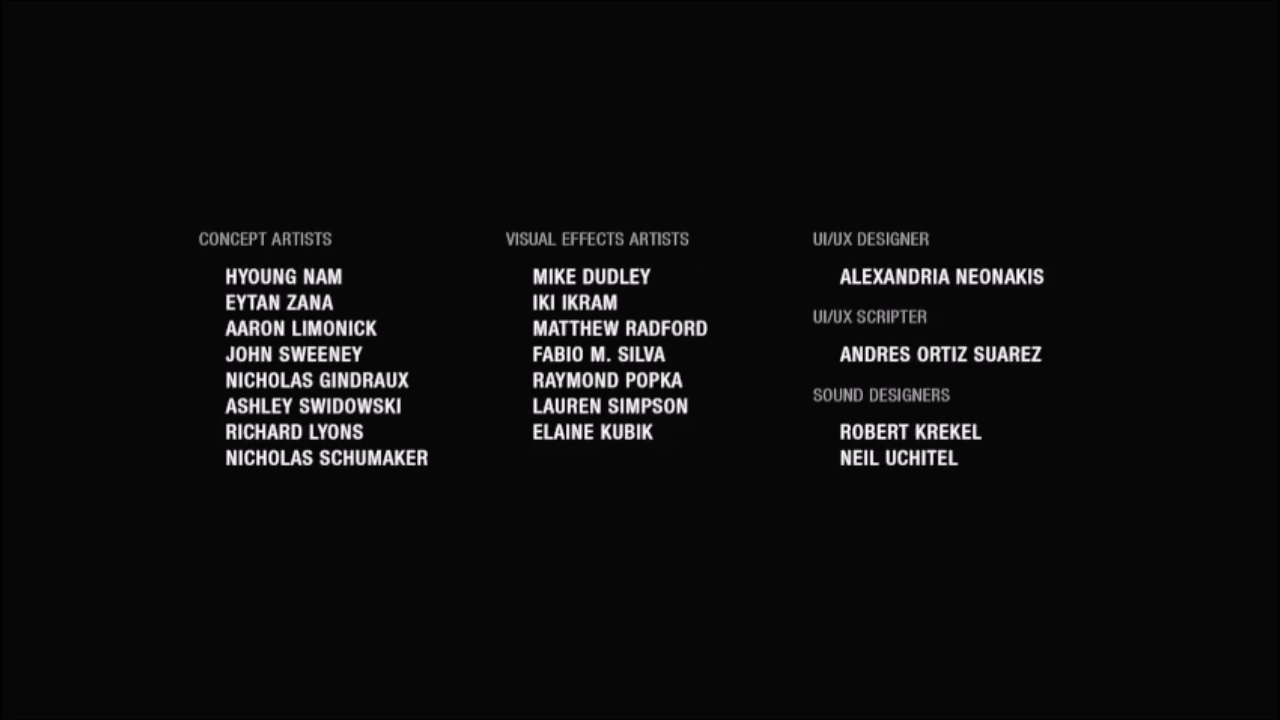 CONCEPT ARTISTS
HYOUNG NAM
EYTAN ZANA
AARON LIMONICK
JOHN SWEENEY
NICHOLAS GINDRAUX
ASHLEY SWIDOWSKI
RICHARD LYONS
NICHOLAS SCHUMAKER
VISUAL EFFECTS ARTISTS
MIKE DUDLEY
IKI IKRAM
MATTHEW RADFORD
FABIO M. SILVA
RAYMOND POPKA
LAUREN SIMPSON
ELAINE KUBIK
UI/UX DESIGNER
ALEXANDRIA NEONAKIS
UI/UX SCRIPTER
ANDRES ORTIZ SUAREZ
SOUND DESIGNERS
ROBERT KREKEL
NEIL UCHITEL